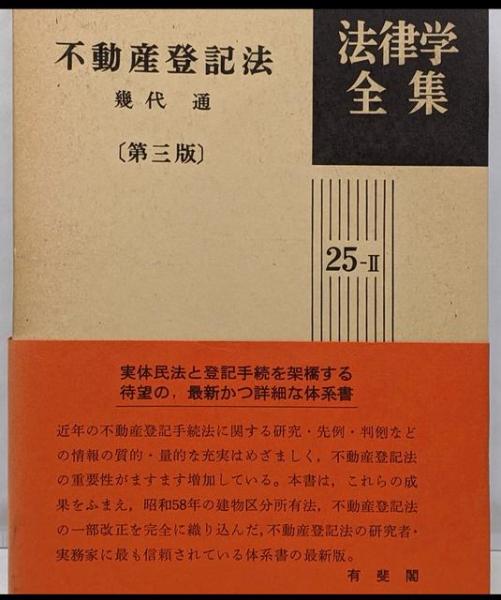 不動産登記法
幾代 通
〔第三版〕
法律学
全集
25-II
実体民法と登記手続を架橋する
待望の，最新かつ詳細な体系書
近年の不動産登記手続法に関する研究・先例・判例など
の情報の質的・量的な充実はめざましく，不動産登記法
の重要性がますます増加している。本書は，これらの成
果をふまえ，昭和58年の建物区分所有法，不動産登記法
の一部改正を完全に織り込んだ，不動産登記法の研究者・
実務家に最も信頼されている体系書の最新版。
有斐閣